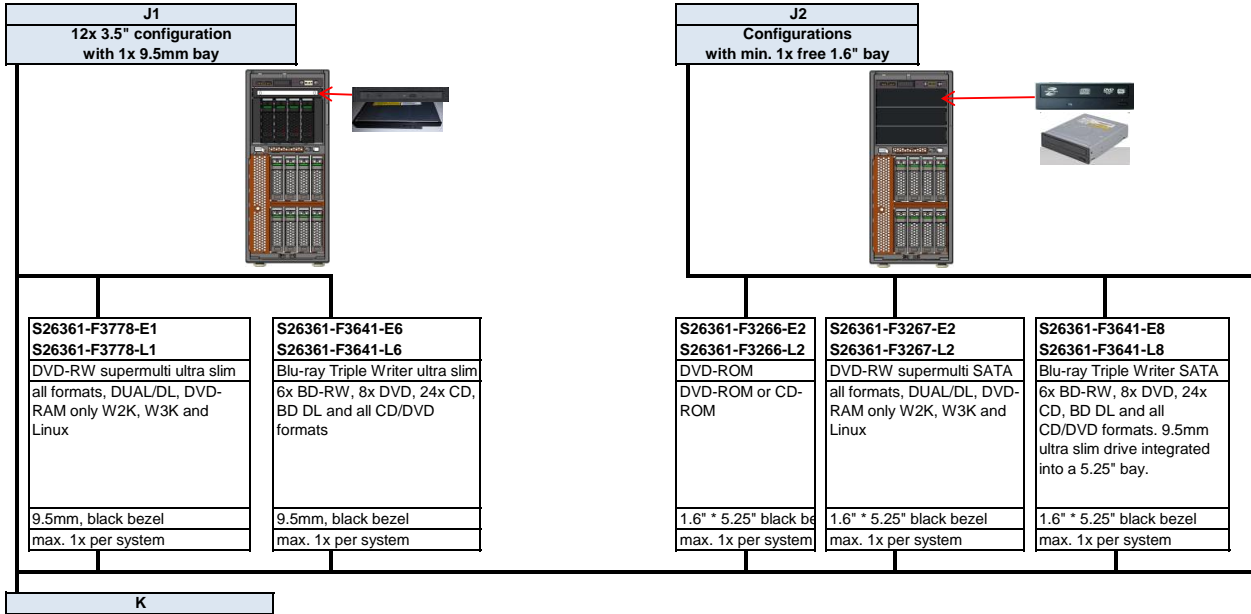 J1
12x 3.5" configuration
with 1x 9.5mm bay
J2
Configurations
with min. 1x free 1.6" bay
S26361-F3778-E1
S26361-F3778-L1
DVD-RW supermulti ultra slim
all formats, DUAL/DL, DVD-
RAM only W2K, W3K and
Linux
9.5mm, black bezel
max. 1x per system
S26361-F3641-E6
S26361-F3641-L6
Blu-ray Triple Writer ultra slim
6x BD-RW, 8x DVD, 24x CD,
BD DL and all CD/DVD
formats
9.5mm, black bezel
max. 1x per system
S26361-F3266-E2
S26361-F3266-L2
DVD-ROM
DVD-ROM or CD-
ROM
1.6" * 5.25" black be
max. 1x per system
S26361-F3267-E2
S26361-F3267-L2
DVD-RW supermulti SATA
all formats, DUAL/DL, DVD-
RAM only W2K, W3K and
Linux
1.6" * 5.25" black bezel
max. 1x per system
S26361-F3641-E8
S26361-F3641-L8
Blu-ray Triple Writer SATA
6x BD-RW, 8x DVD, 24x
CD, BD DL and all
CD/DVD formats. 9.5mm
ultra slim drive integrated
into a 5.25" bay.
1.6" * 5.25" black bezel
max. 1x per system
K